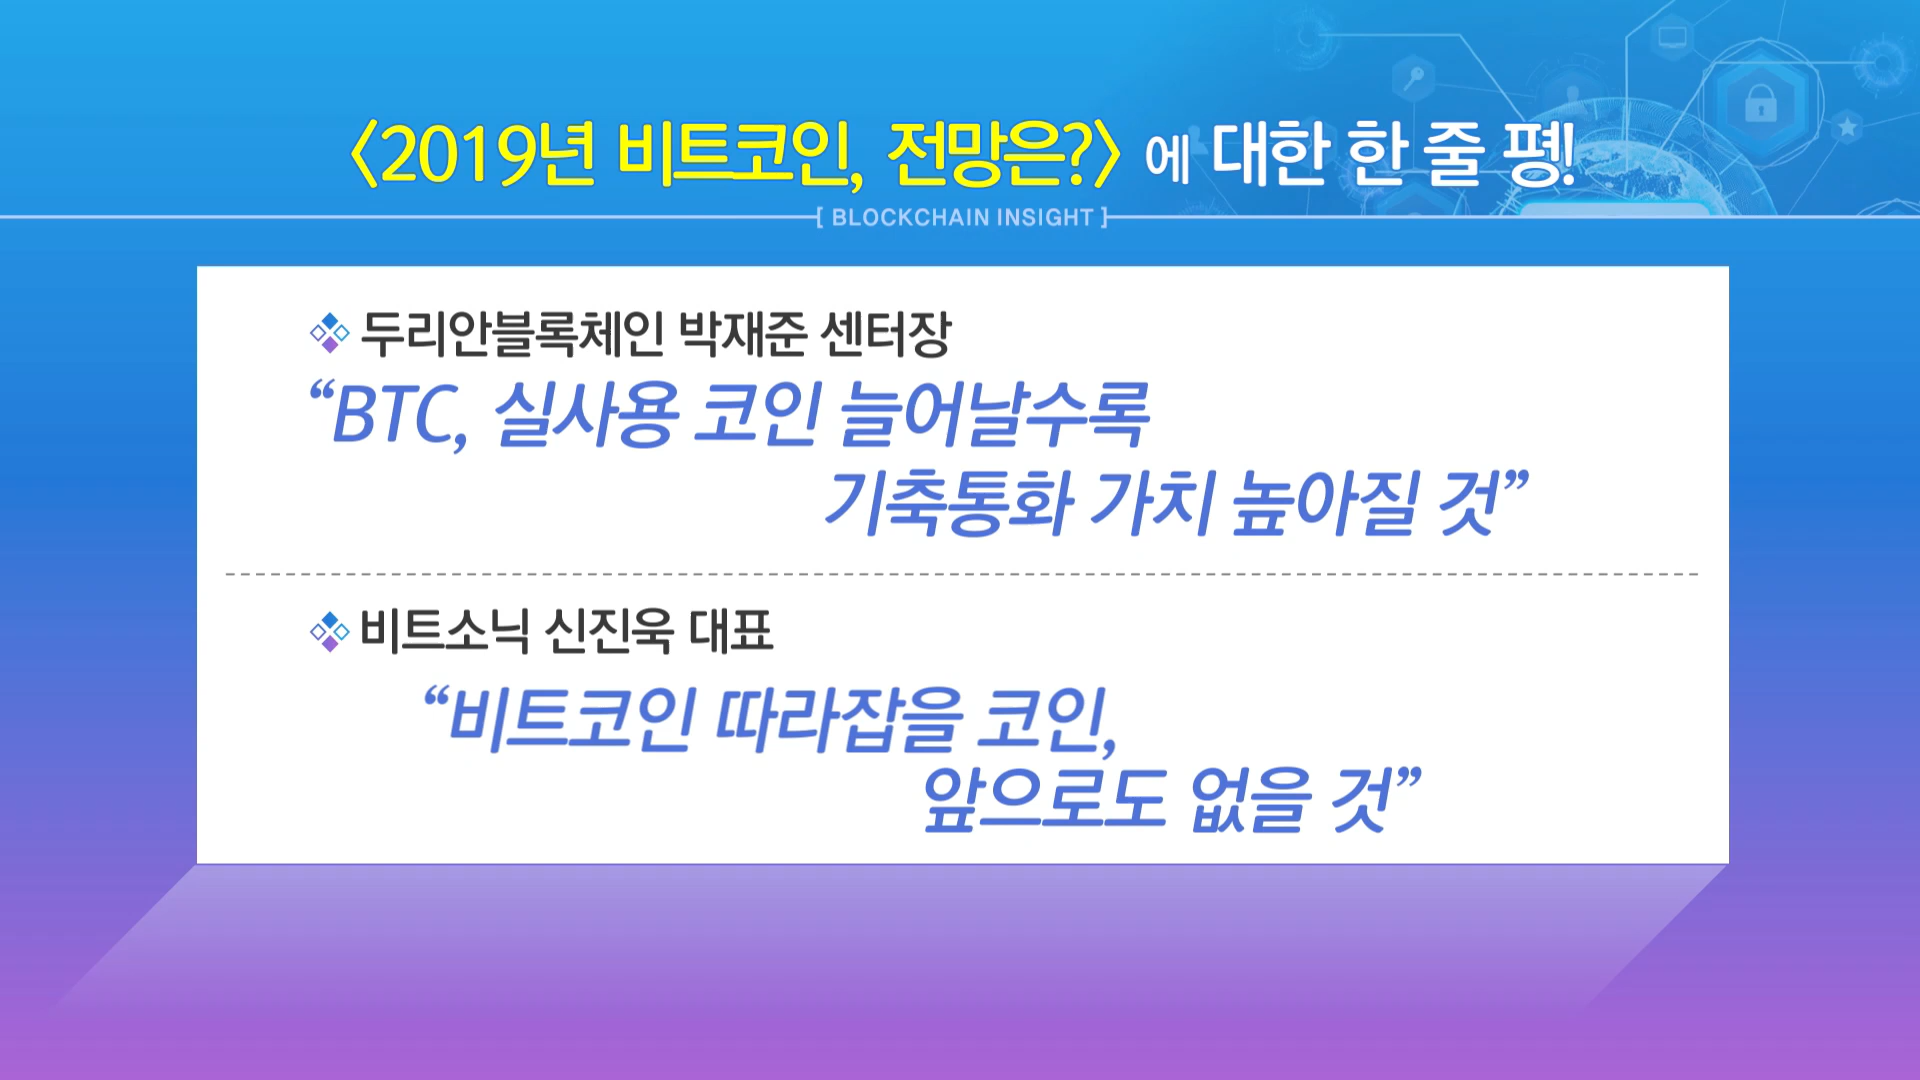 <2019년 비트코인, 전망은?> 에 대한 한 줄 평!
[ BLOCKCHAIN INSIGHT ]
두리안블록체인 박재준 센터장
“BTC, 실사용 코인 늘어날수록
기축통화 가치 높아질 것”
비트소닉 신진욱 대표
“비트코인 따라잡을 코인,
앞으로도 없을 것”